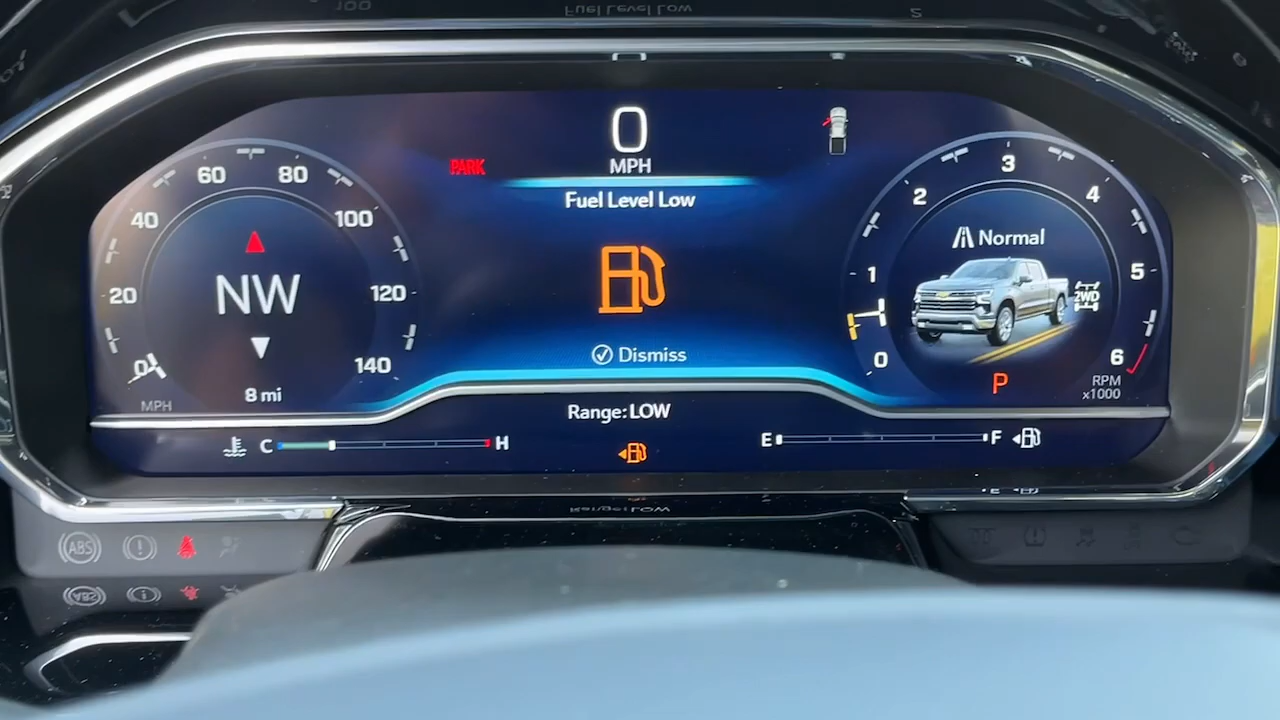 0
MPH
PARK
Fuel Level Low
Dismiss
Range: LOW
0
20
40
60
80
100
120
140
MPH
NW
8 mi
0
1
2
3
4
5
6
RPM
x1000
Normal
2WD
P
C H
E F
ABS